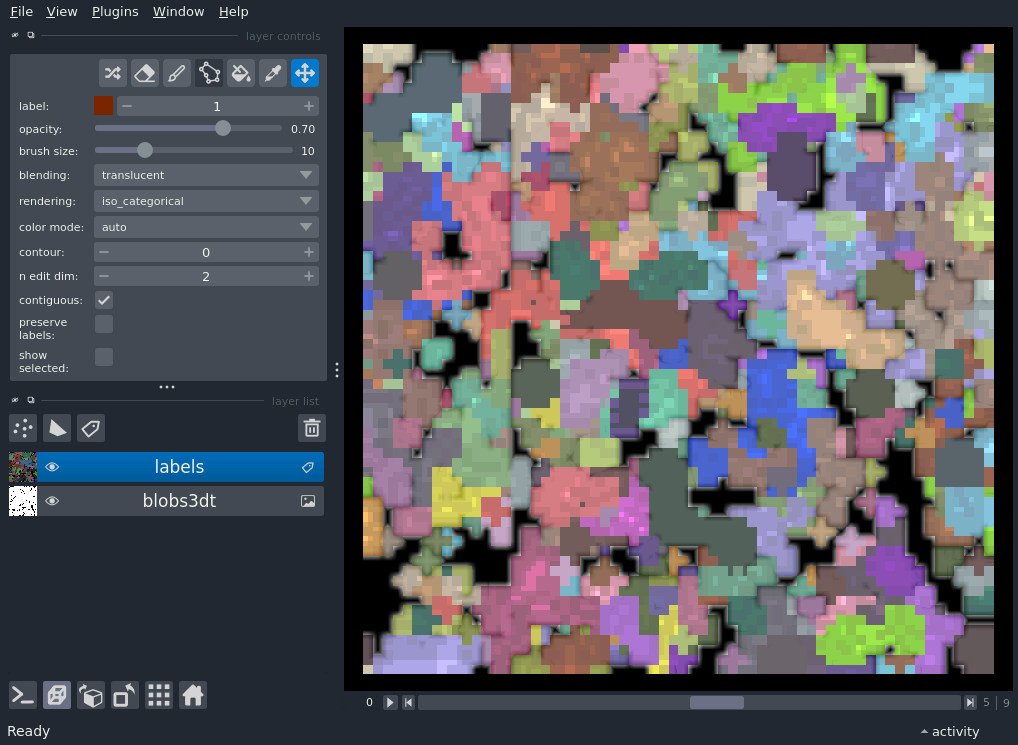 File View Plugins Window Help
layer controls
label: 1
opacity: 0.70
brush size: 10
blending: translucent
rendering: iso_categorical
color mode: auto
contour: 0
n edit dim: 2
contiguous:
preserve
labels:
show
selected:
layer list
labels
blobs3dt
0 5 9
Ready activity